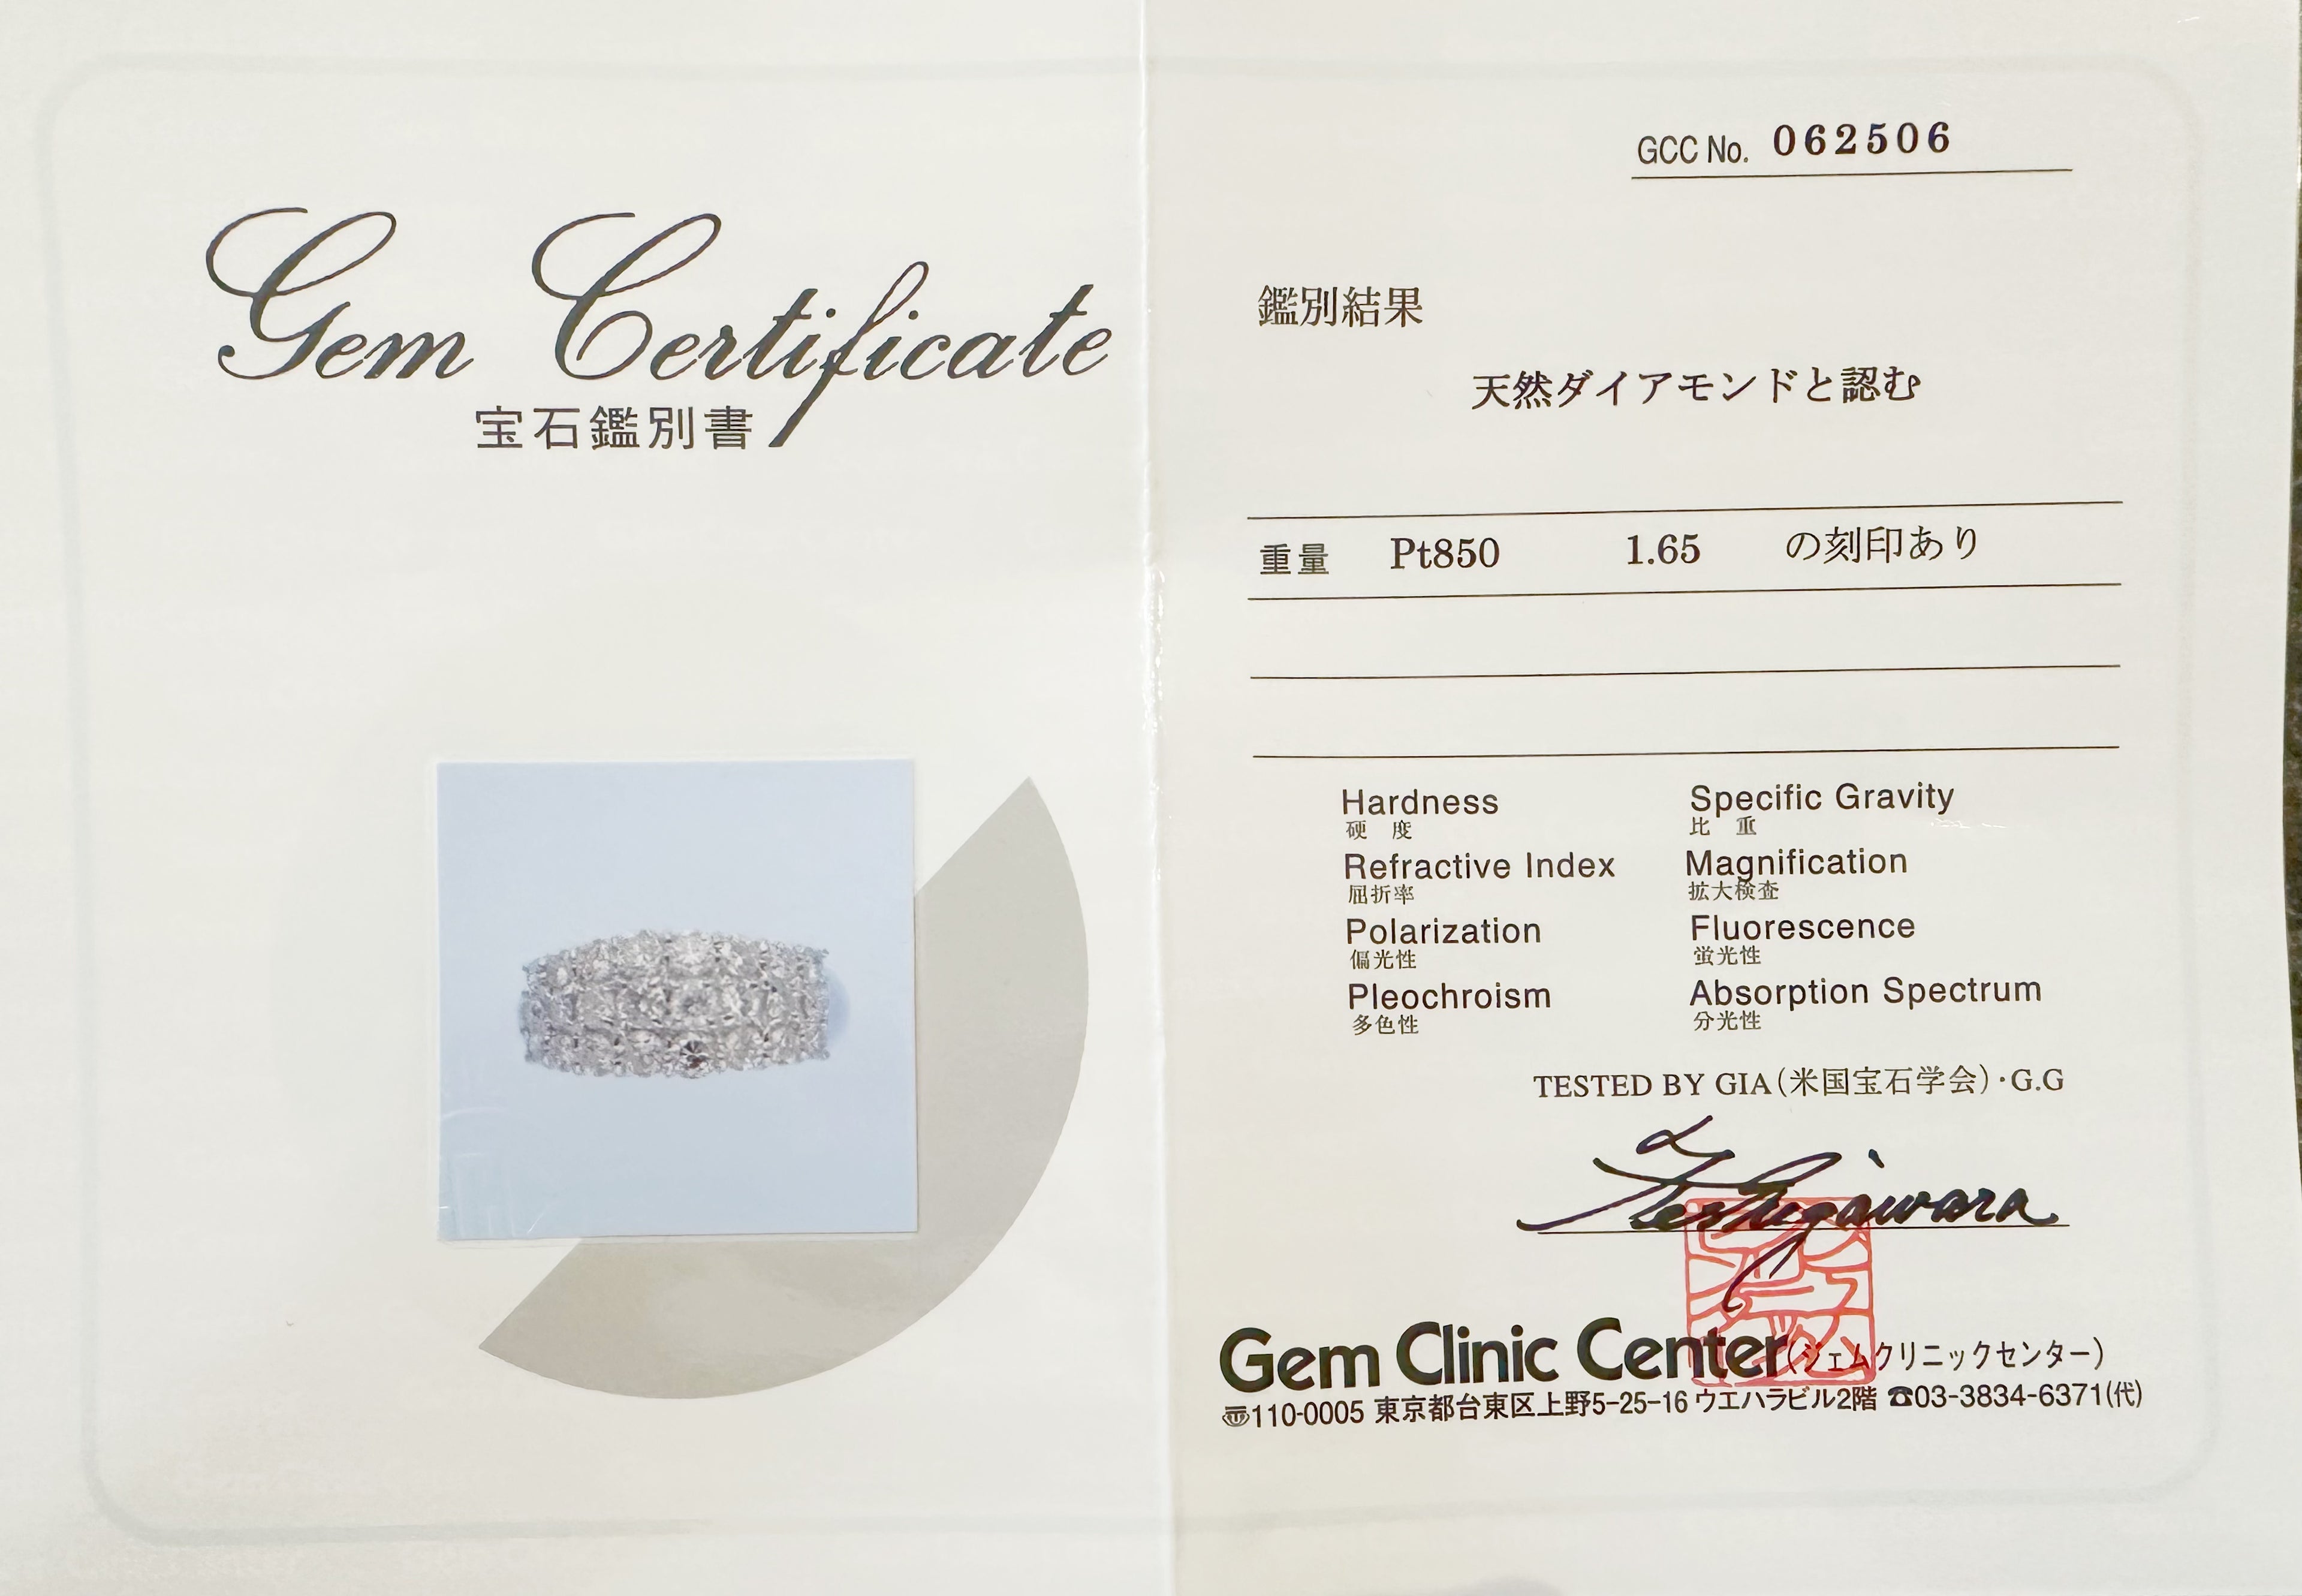 Gem Certificate
宝石鑑別書
GCC No. 062506
鑑別結果
天然ダイアモンドと認む
重量 Pt850 1.65 の刻印あり
Hardness Specific Gravity
硬 度 比 重
Refractive Index Magnification
屈折率 拡大検査
Polarization Fluorescence
偏光性 蛍光性
Pleochroism Absorption Spectrum
多色性 分光性
TESTED BY GIA(米国宝石学会)・G.G
Gem Clinic Center(ジェムクリニックセンター)
〠110-0005 東京都台東区上野5-25-16 ウエハラビル2階 ☎03-3834-6371(代)